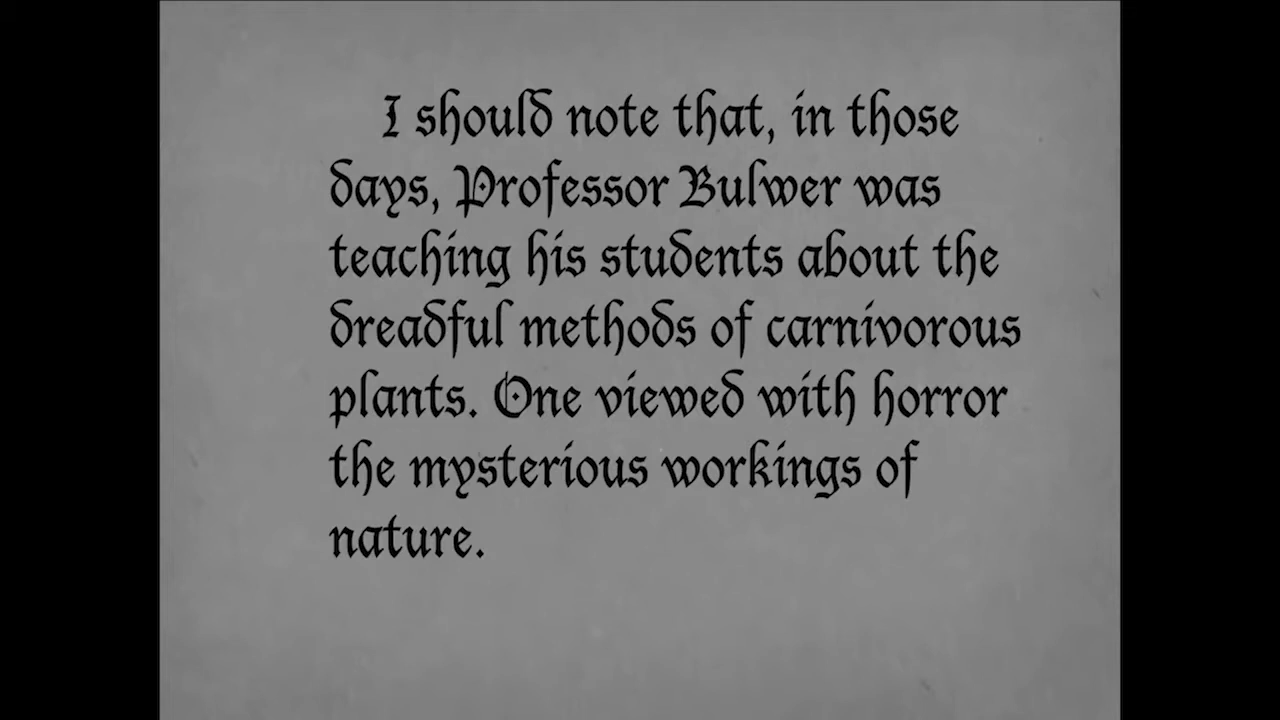 I should note that, in those
days, Professor Bulwer was
teaching his students about the
dreadful methods of carnivorous
plants. One viewed with horror
the mysterious workings of
nature.